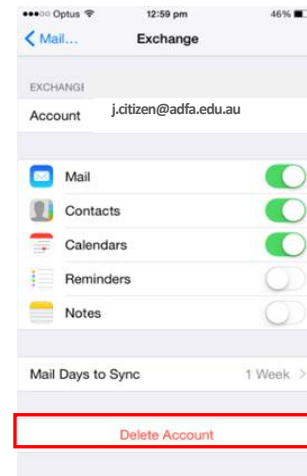 Optus 12:59 pm 46%
Mail... Exchange
EXCHANGE
Account j.citizen@adfa.edu.au
Mail
Contacts
Calendars
Reminders
Notes
Mail Days to Sync 1 Week
Delete Account